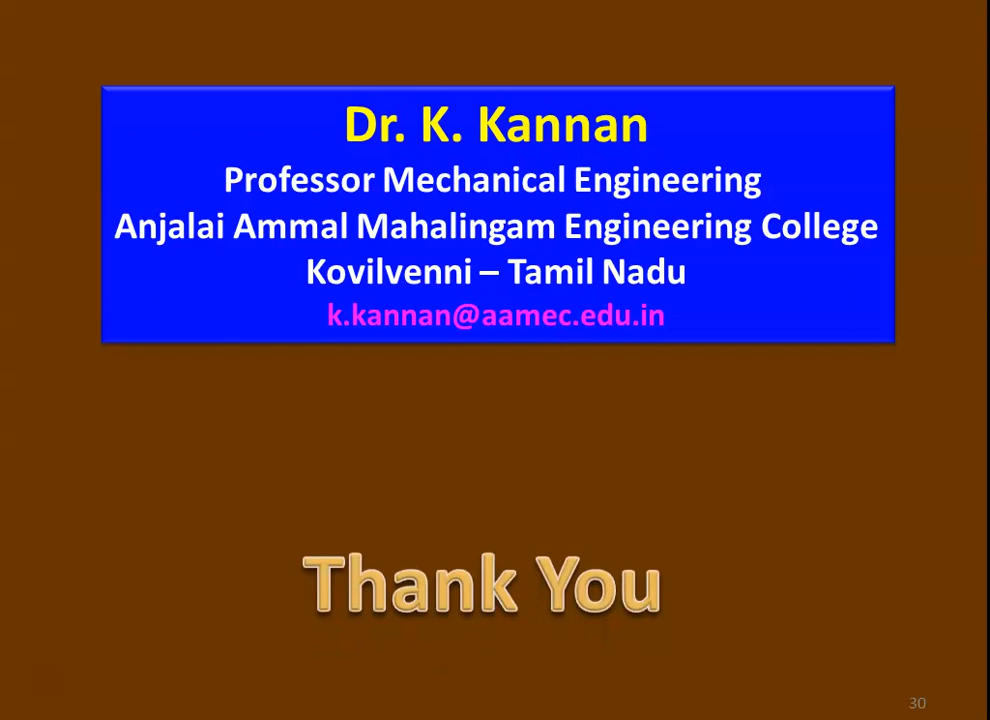 Dr. K. Kannan
Professor Mechanical Engineering
Anjalai Ammal Mahalingam Engineering College
Kovilvenni – Tamil Nadu
k.kannan@aamec.edu.in
Thank You
30